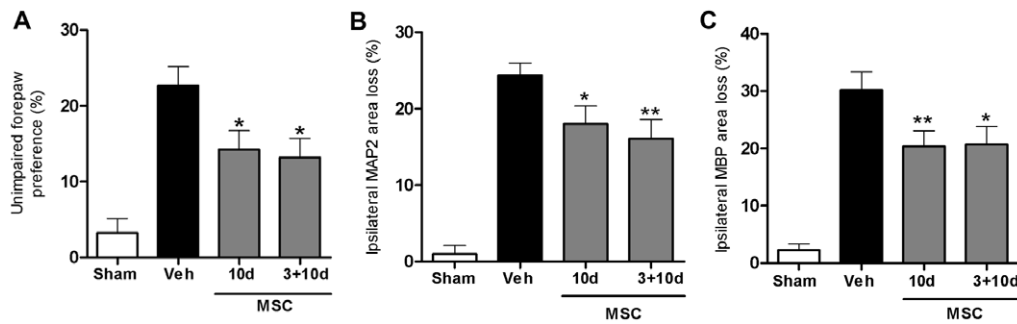 A
Unimpaired forepaw
preference (%)
30
20
10
0
*
*
Sham Veh 10d 3+10d
MSC
B
Ipsilateral MAP2 area loss (%)
30
20
10
0
*
**
Sham Veh 10d 3+10d
MSC
C
Ipsilateral MBP area loss (%)
40
30
20
10
0
**
*
Sham Veh 10d 3+10d
MSC